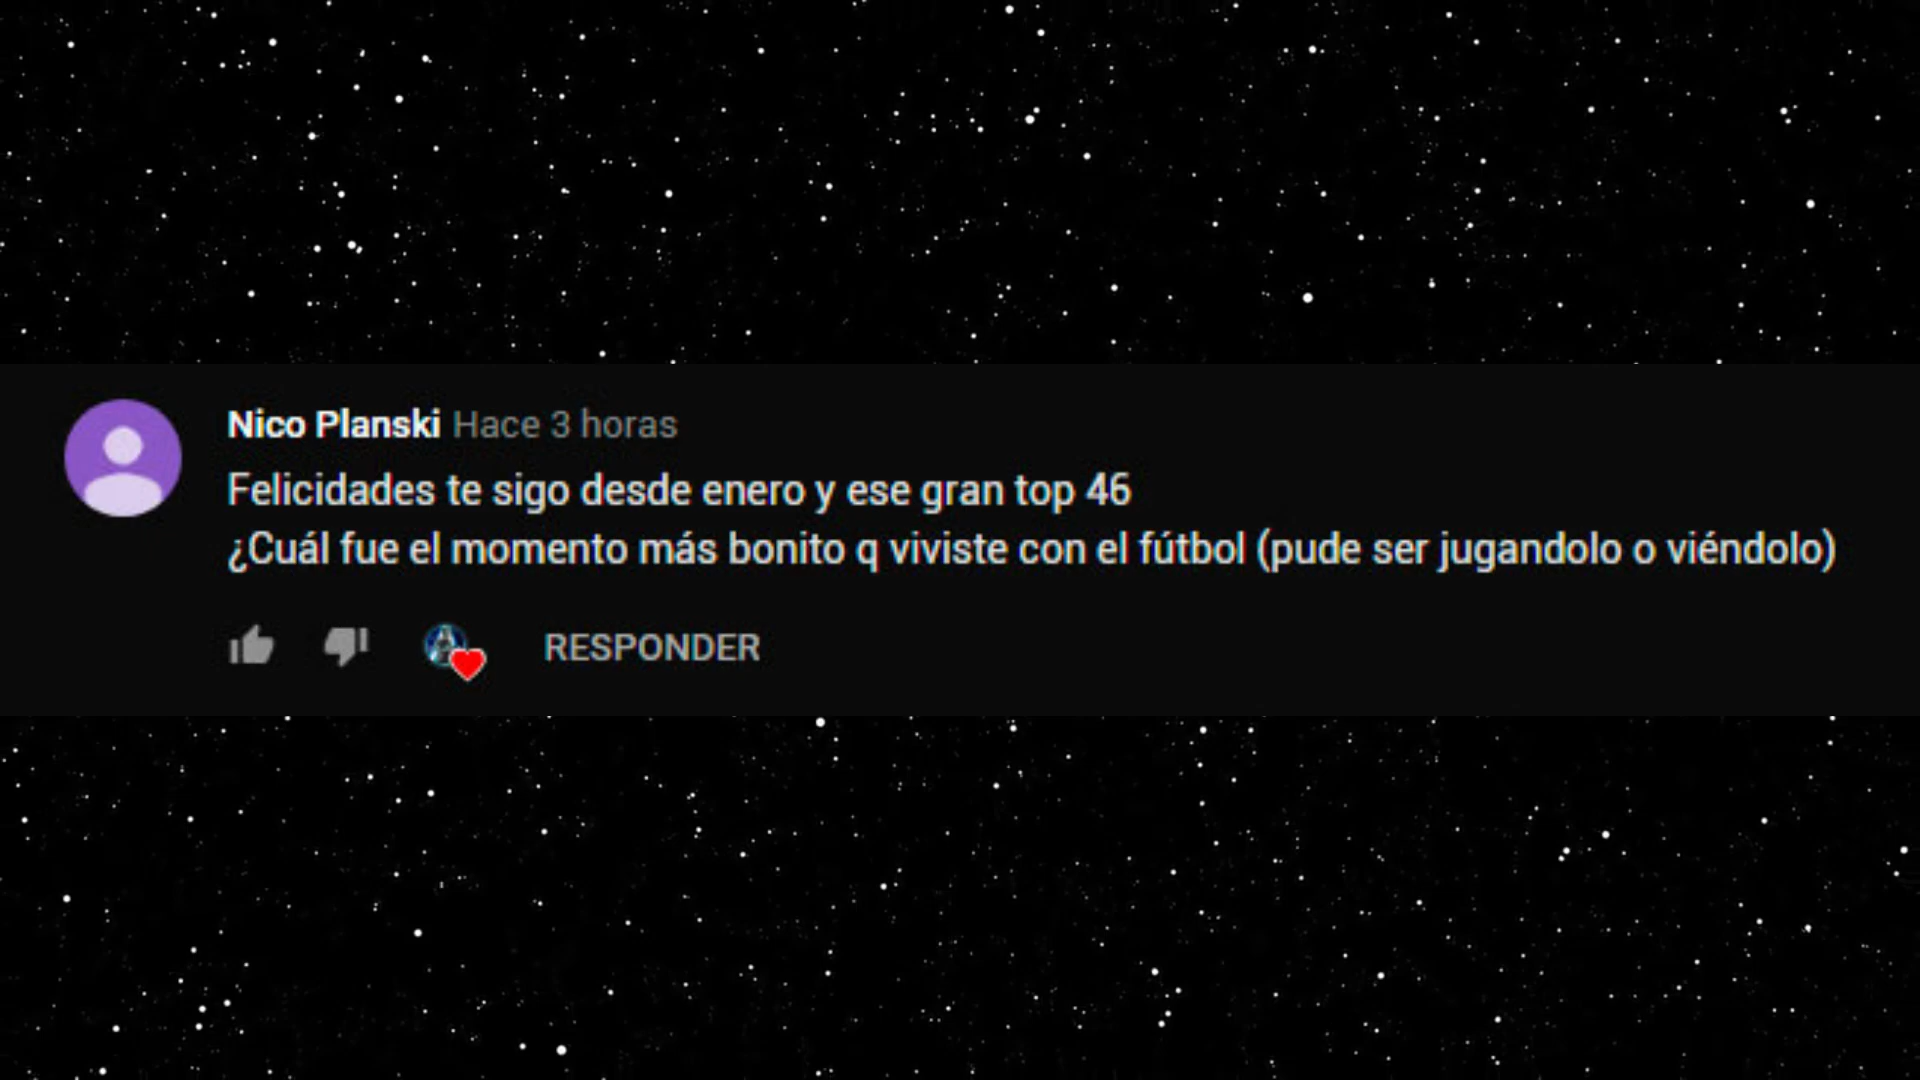 Nico Planski Hace 3 horas
Felicidades te sigo desde enero y ese gran top 46
¿Cuál fue el momento más bonito q viviste con el fútbol (pude ser jugandolo o viéndolo)
RESPONDER